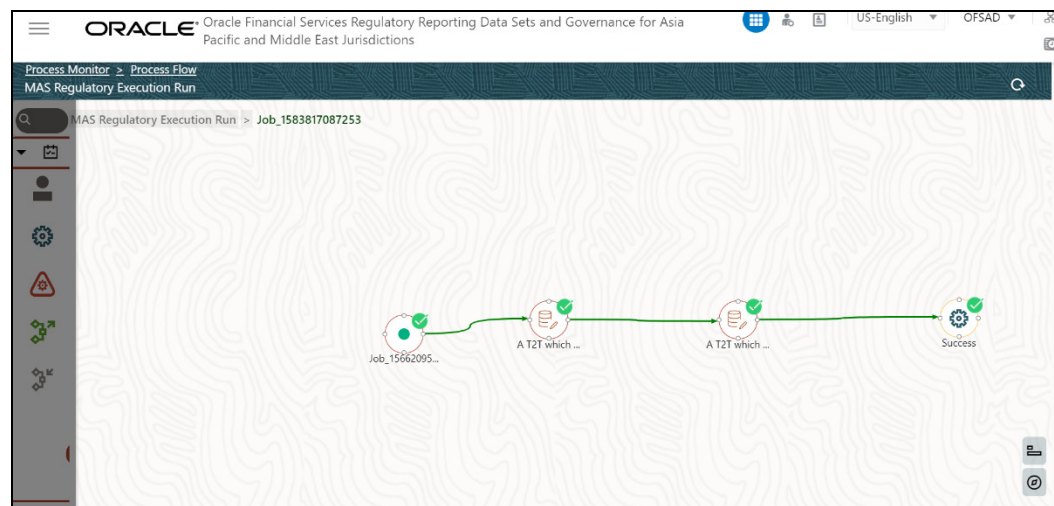 ORACLE® Oracle Financial Services Regulatory Reporting Data Sets and Governance for Asia
Pacific and Middle East Jurisdictions
US-English
OFSAD
Process Monitor > Process Flow
MAS Regulatory Execution Run
MAS Regulatory Execution Run > Job_1583817087253
Job_15662095...
A T2T which ...
A T2T which ...
Success